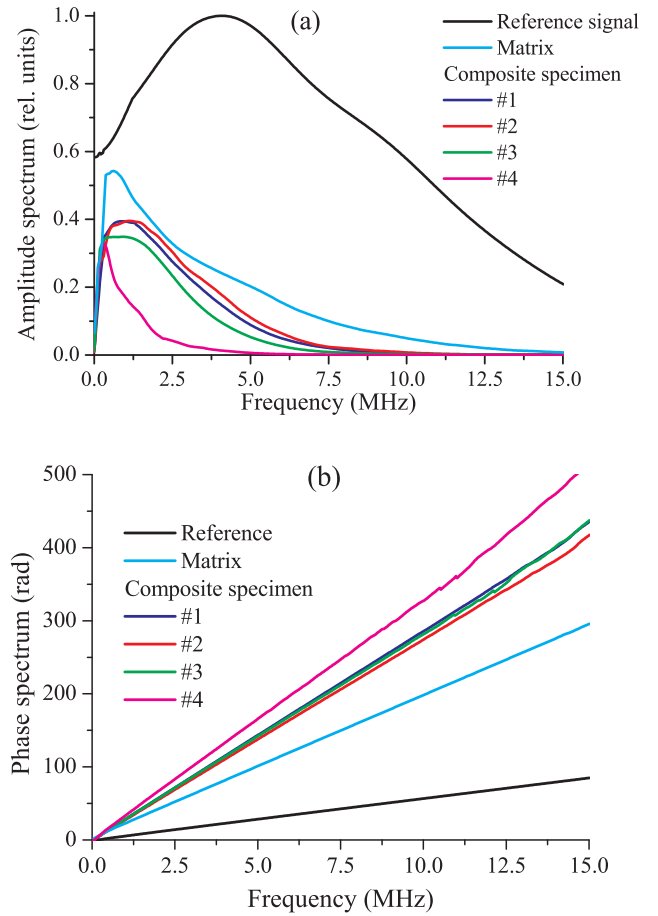 (a)
Reference signal
Matrix
Composite specimen
#1
#2
#3
#4
Amplitude spectrum (rel. units)
1.0
0.8
0.6
0.4
0.2
0.0
0.0 2.5 5.0 7.5 10.0 12.5 15.0
Frequency (MHz)
(b)
Reference
Matrix
Composite specimen
#1
#2
#3
#4
Phase spectrum (rad)
500
400
300
200
100
0
0.0 2.5 5.0 7.5 10.0 12.5 15.0
Frequency (MHz)